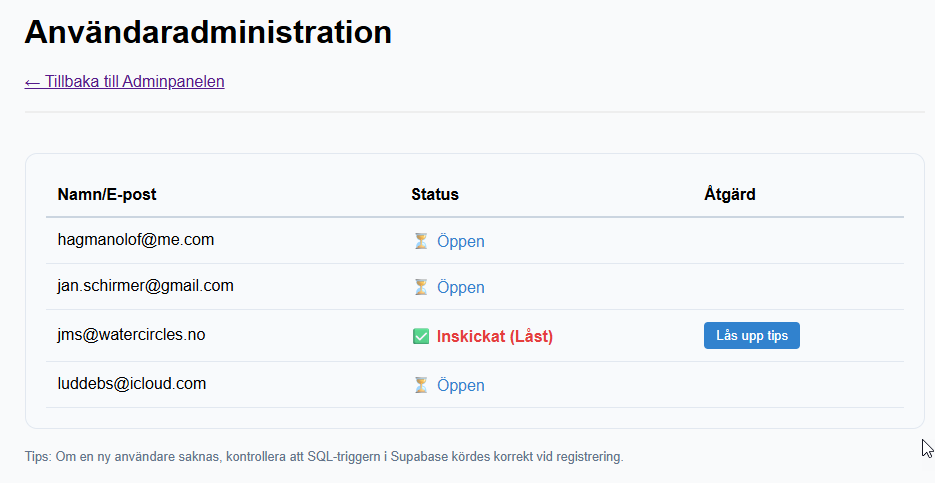 Användaradministration
← Tillbaka till Adminpanelen
Namn/E-post Status Åtgärd
hagmanolof@me.com ⏳ Öppen
jan.schirmer@gmail.com ⏳ Öppen
jms@watercircles.no ✅ Inskickat (Låst) Lås upp tips
luddebs@icloud.com ⏳ Öppen
Tips: Om en ny användare saknas, kontrollera att SQL-triggern i Supabase kördes korrekt vid registrering.